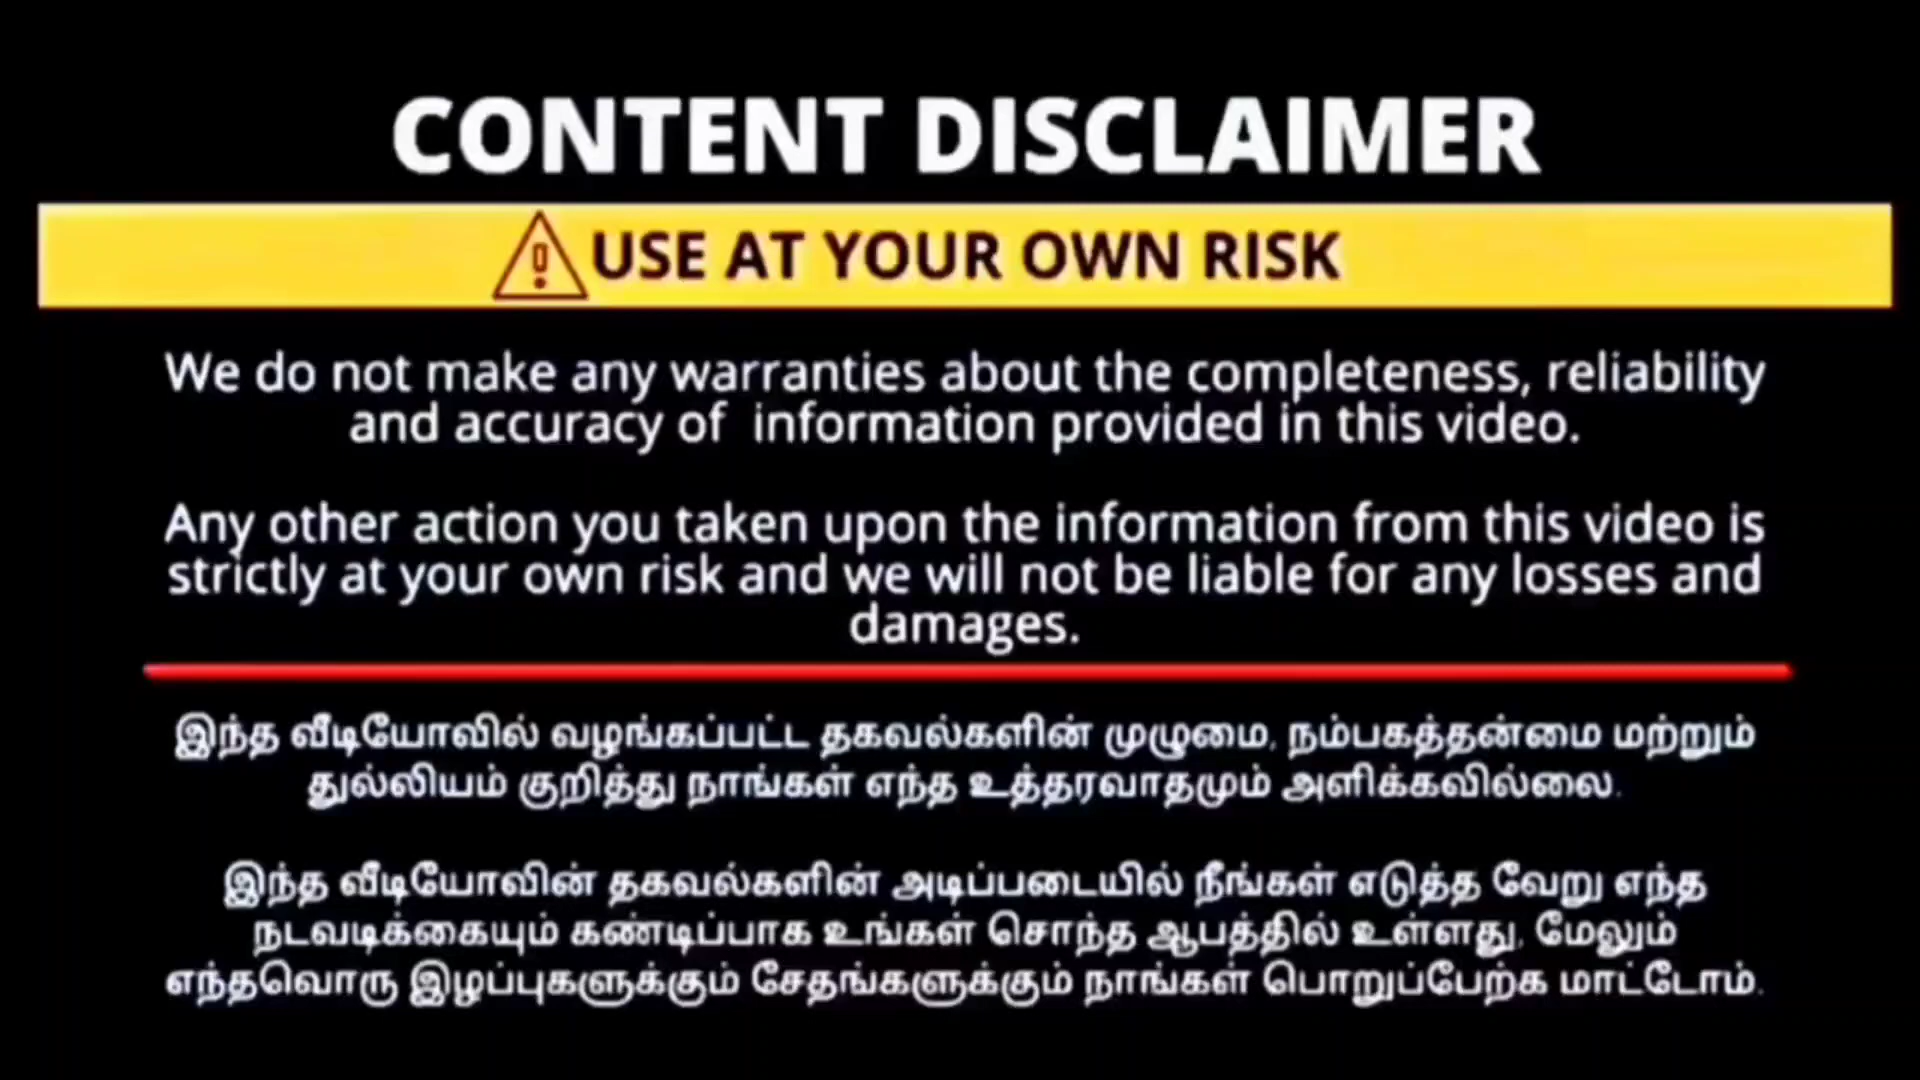 CONTENT DISCLAIMER
USE AT YOUR OWN RISK
We do not make any warranties about the completeness, reliability
and accuracy of information provided in this video.
Any other action you taken upon the information from this video is
strictly at your own risk and we will not be liable for any losses and
damages.
இந்த வீடியோவில் வழங்கப்பட்ட தகவல்களின் முழுமை, நம்பகத்தன்மை மற்றும்
துல்லியம் குறித்து நாங்கள் எந்த உத்தரவாதமும் அளிக்கவில்லை.
இந்த வீடியோவின் தகவல்களின் அடிப்படையில் நீங்கள் எடுத்த வேறு எந்த
நடவடிக்கையும் கண்டிப்பாக உங்கள் சொந்த ஆபத்தில் உள்ளது, மேலும்
எந்தவொரு இழப்புகளுக்கும் சேதங்களுக்கும் நாங்கள் பொறுப்பேற்க மாட்டோம்.